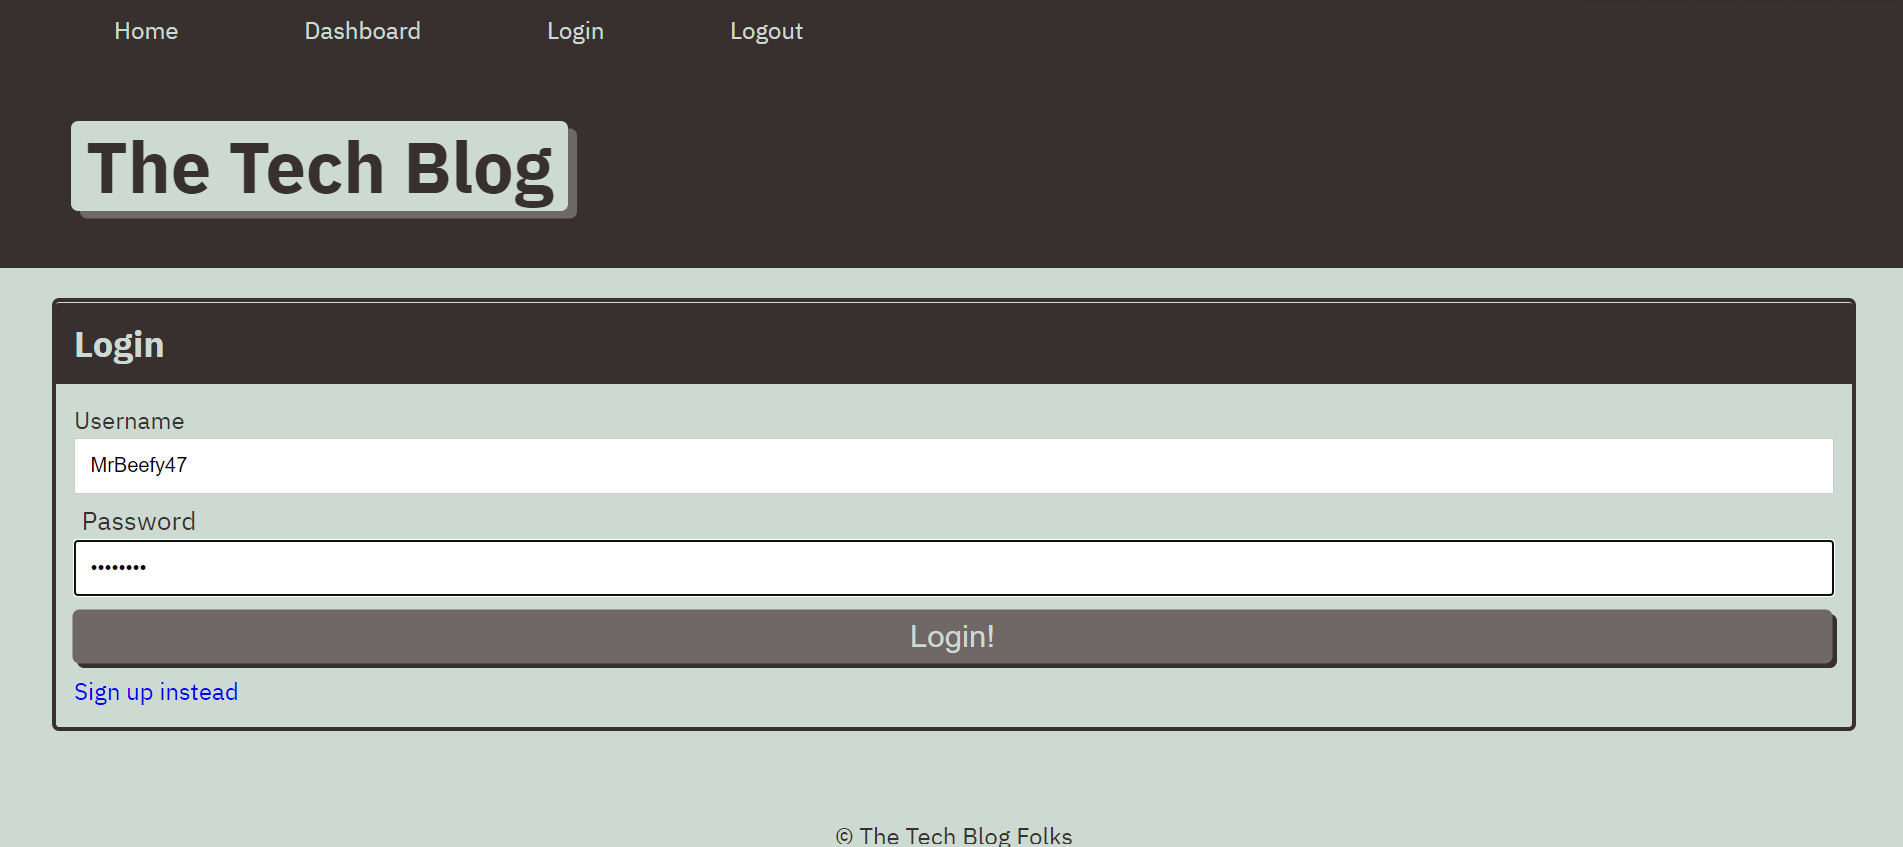 Home Dashboard Login Logout
The Tech Blog
Login
Username
MrBeefy47
Password
••••••••
Login!
Sign up instead
© The Tech Blog Folks